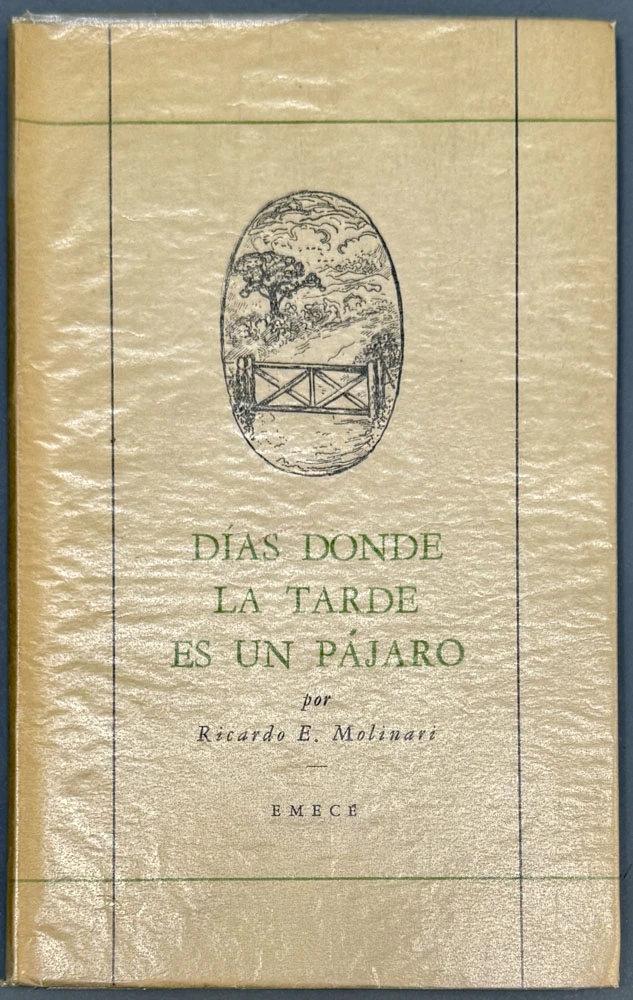 DÍAS DONDE
LA TARDE
ES UN PÁJARO
por
Ricardo E. Molinari
EMECÉ